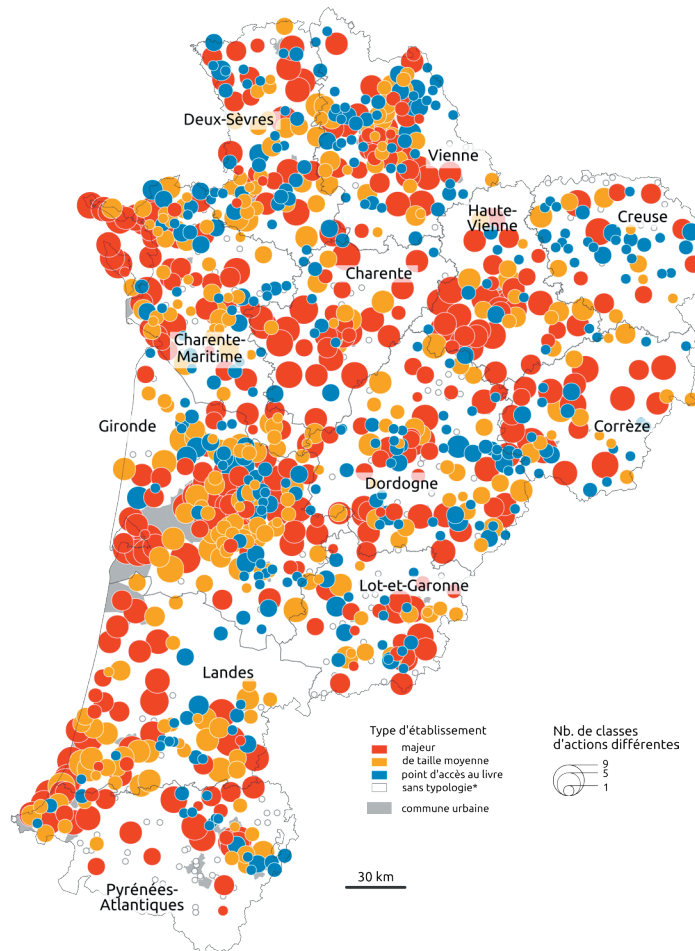 Deux-Sèvres
Vienne
Haute-
Vienne
Creuse
Charente
Charente-
Maritime
Gironde
Corrèze
Dordogne
Lot-et-Garonne
Landes
Pyrénées-
Atlantiques
Type d'établissement
majeur
de taille moyenne
point d'accès au livre
sans typologie*
commune urbaine
Nb. de classes
d'actions différentes
9
5
1
30 km